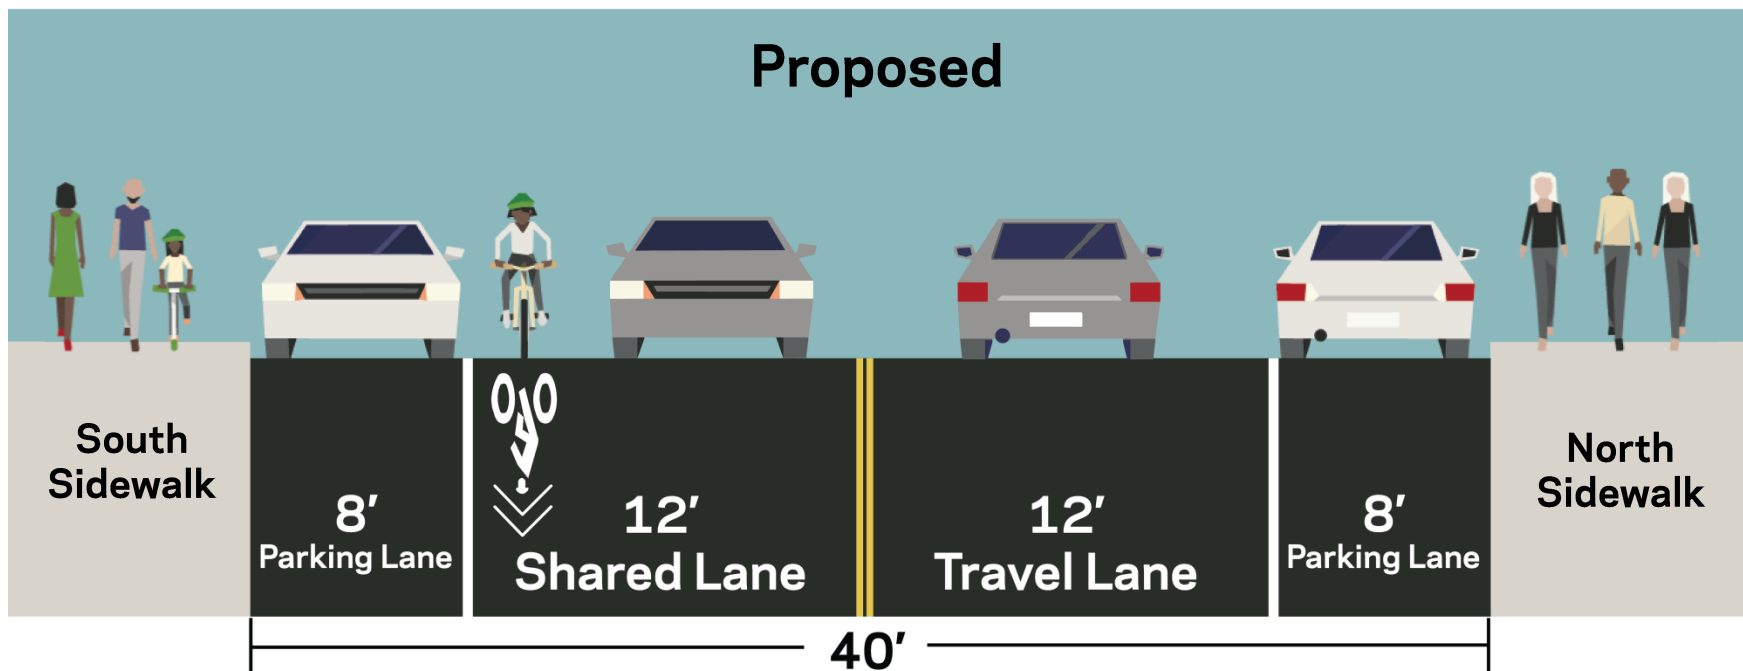 Proposed
South
Sidewalk
8′
Parking Lane
12′
Shared Lane
12′
Travel Lane
8′
Parking Lane
North
Sidewalk
40′